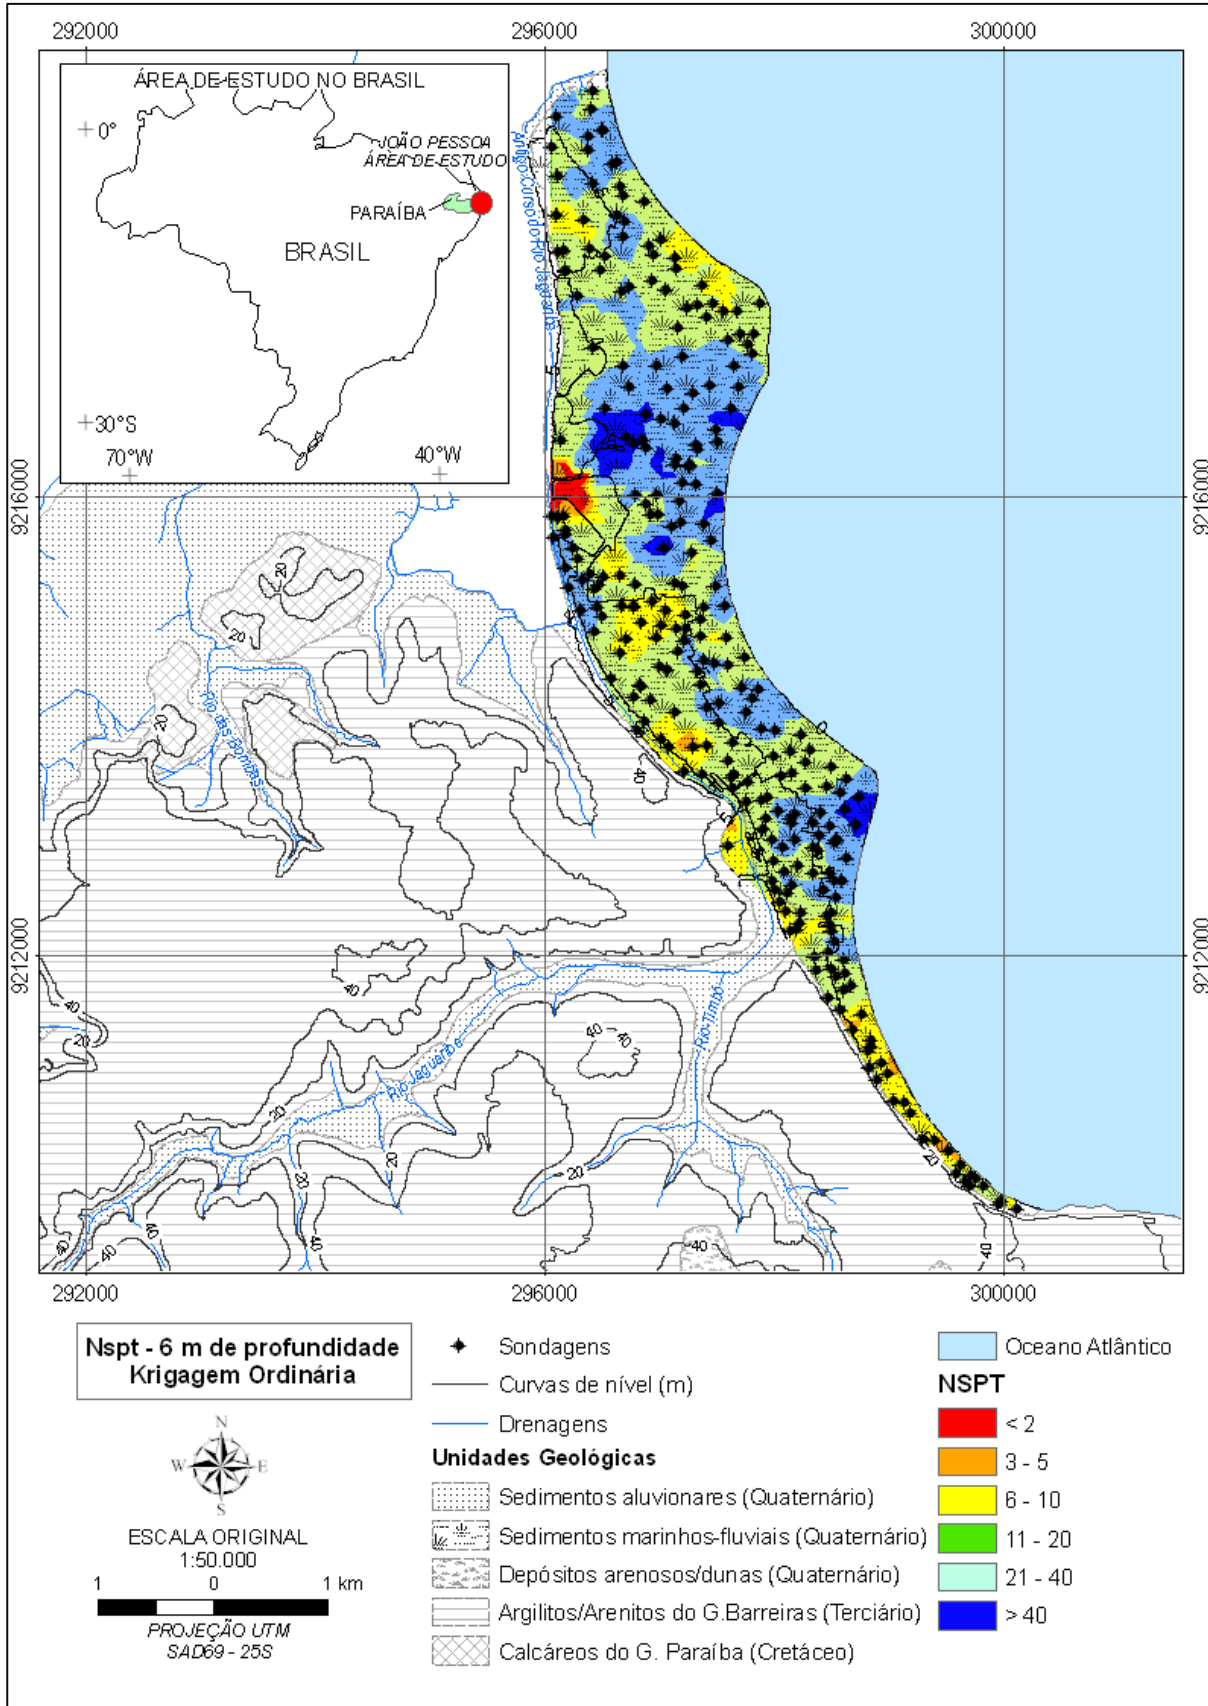 292000
296000
300000
ÁREA DE ESTUDO NO BRASIL
0°
JOÃO PESSOA
ÁREA DE ESTUDO
PARAÍBA
BRASIL
30°S
70°W
40°W
Antigo Curso do Rio Jaguaribe
9216000
9216000
5
20
20
20
Rio das Bombas
5
0
40
5
9212000
9212000
40
40
20
40
40
Rio Timbó
Rio Jaguaribe
20
20
20
20
20
40
40
40
40
40
40
292000
296000
300000
Nspt - 6 m de profundidade
Krigagem Ordinária
N
W
E
S
ESCALA ORIGINAL
1:50.000
1 0 1 km
PROJEÇÃO UTM
SAD69 - 25S
Sondagens
Curvas de nível (m)
Drenagens
Unidades Geológicas
Sedimentos aluvionares (Quaternário)
Sedimentos marinhos-fluviais (Quaternário)
Depósitos arenosos/dunas (Quaternário)
Argilitos/Arenitos do G.Barreiras (Terciário)
Calcáreos do G. Paraíba (Cretáceo)
Oceano Atlântico
NSPT
< 2
3 - 5
6 - 10
11 - 20
21 - 40
> 40